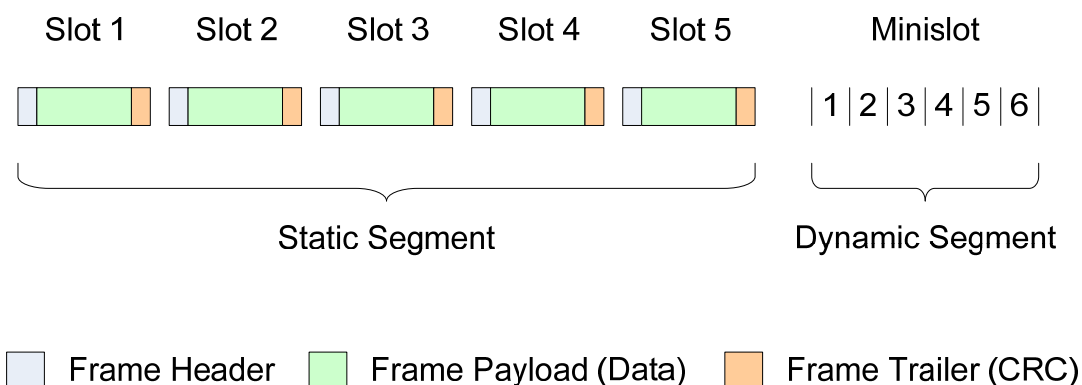 Slot 1 Slot 2 Slot 3 Slot 4 Slot 5 Minislot
1 2 3 4 5 6
Static Segment Dynamic Segment
Frame Header Frame Payload (Data) Frame Trailer (CRC)